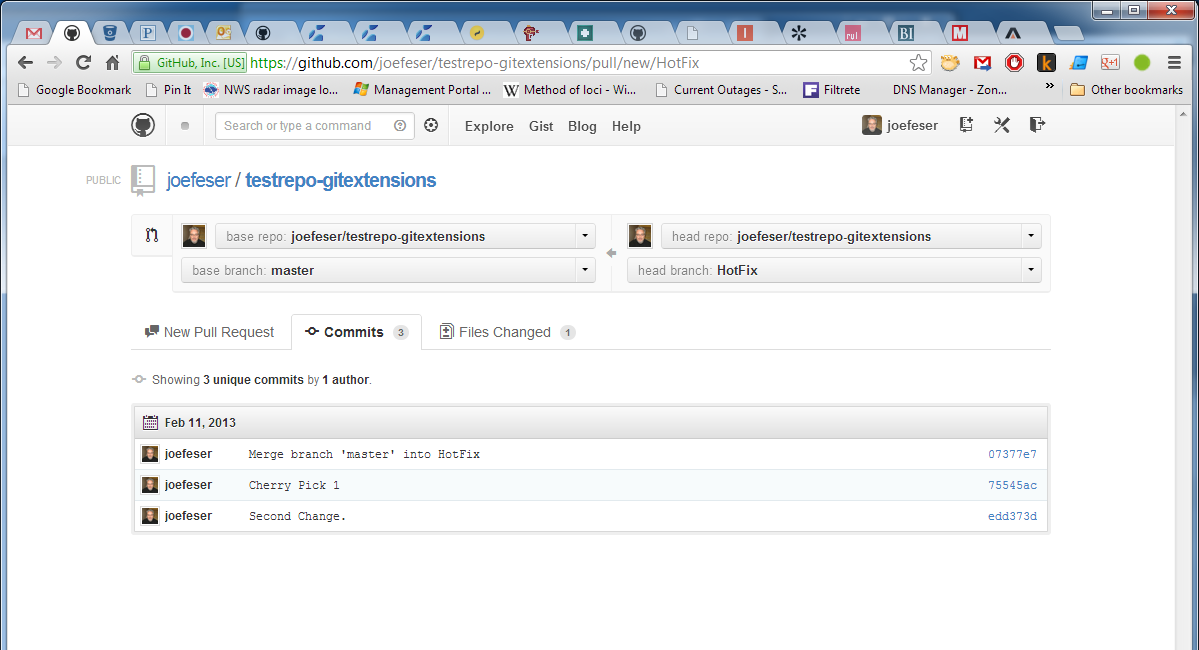 GitHub, Inc. [US] https://github.com/joefeser/testrepo-gitextensions/pull/new/HotFix
Google Bookmark Pin It NWS radar image lo... Management Portal ... Method of loci - Wi... Current Outages - S... Filtrete DNS Manager - Zon... » Other bookmarks
Search or type a command Explore Gist Blog Help joefeser
PUBLIC joefeser / testrepo-gitextensions
base repo: joefeser/testrepo-gitextensions head repo: joefeser/testrepo-gitextensions
base branch: master head branch: HotFix
New Pull Request Commits 3 Files Changed 1
Showing 3 unique commits by 1 author.
Feb 11, 2013
joefeser Merge branch 'master' into HotFix 07377e7
joefeser Cherry Pick 1 75545ac
joefeser Second Change. edd373d